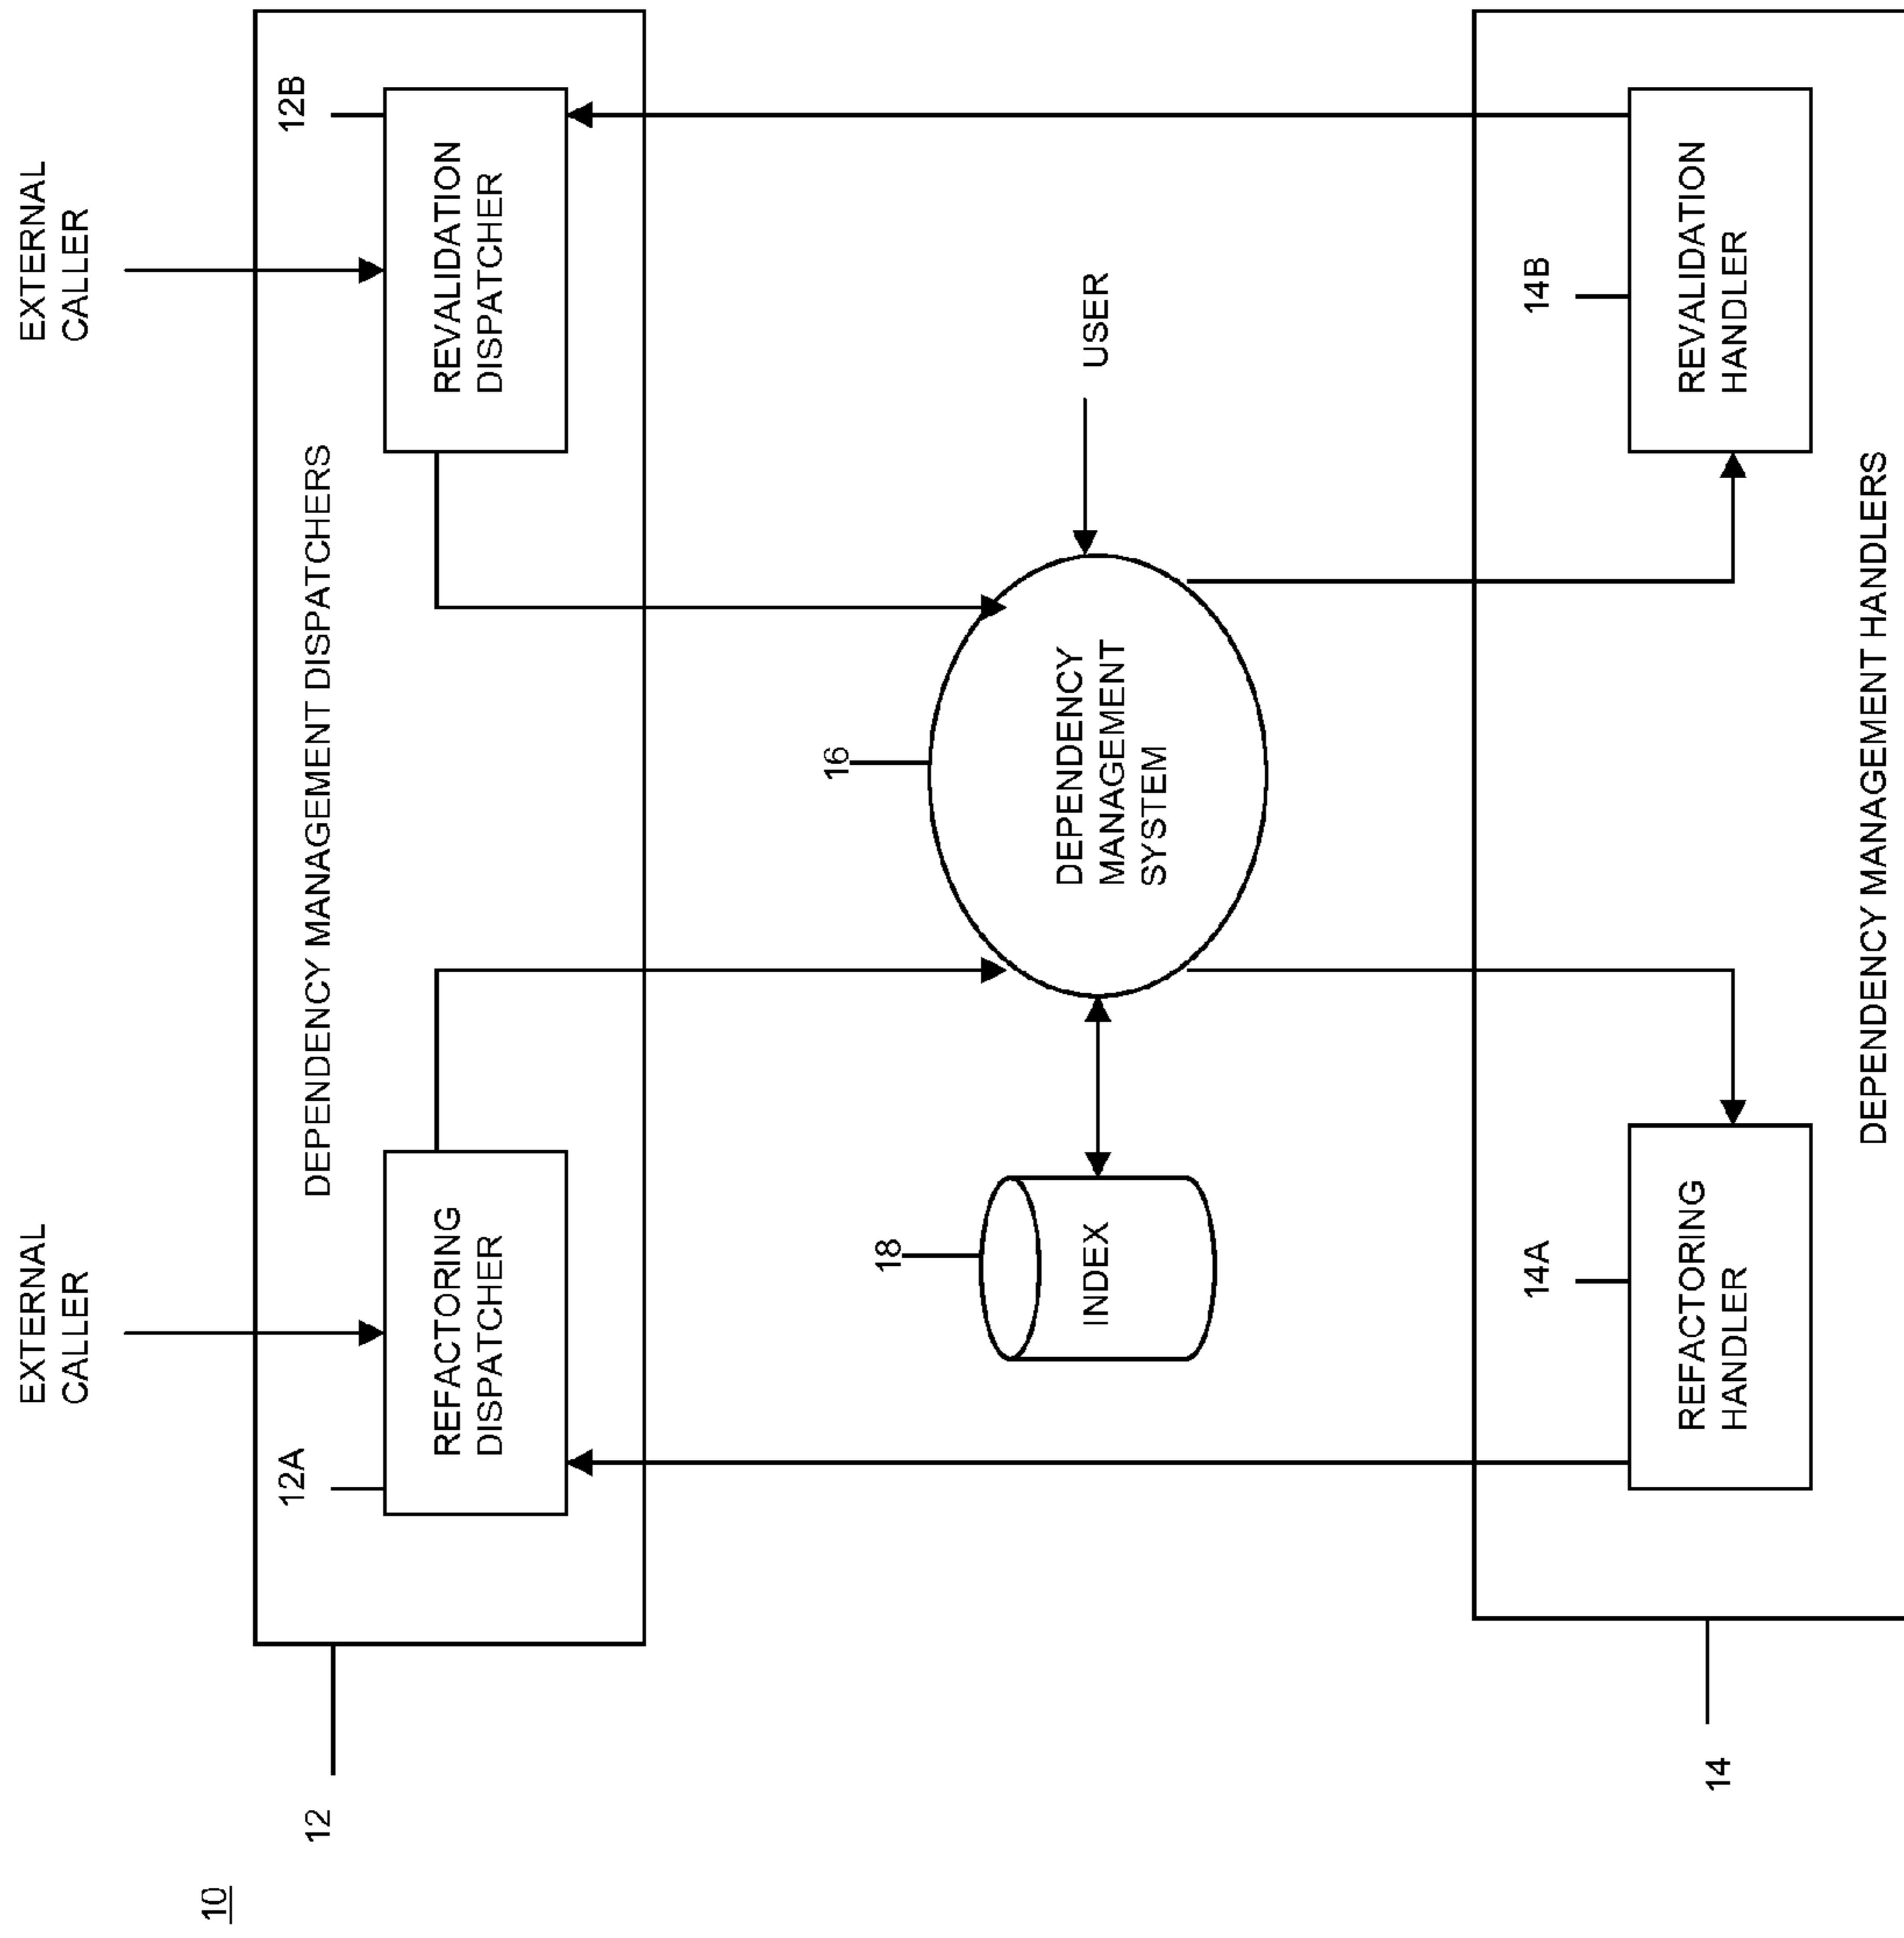 10
12
EXTERNAL
CALLER
EXTERNAL
CALLER
12A
12B
DEPENDENCY MANAGEMENT DISPATCHERS
REFACTORING
DISPATCHER
REVALIDATION
DISPATCHER
16
18
INDEX
DEPENDENCY
MANAGEMENT
SYSTEM
USER
14
14A
14B
REFACTORING
HANDLER
REVALIDATION
HANDLER
DEPENDENCY MANAGEMENT HANDLERS